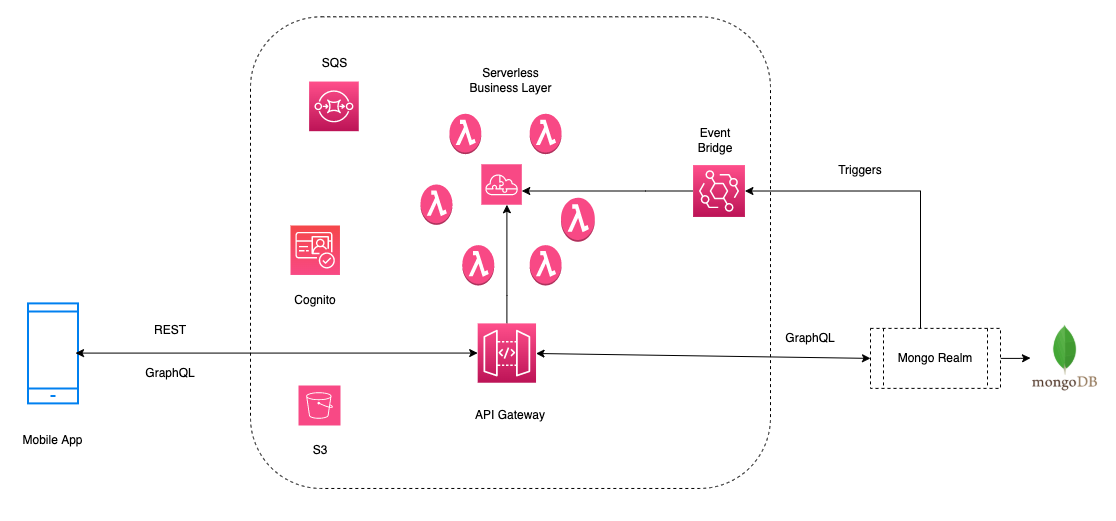 SQS
Serverless
Business Layer
Event
Bridge
Triggers
Cognito
REST
GraphQL
GraphQL
Mongo Realm
mongoDB
Mobile App
API Gateway
S3